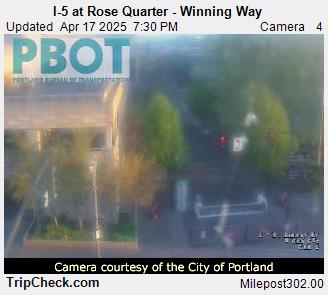 I-5 at Rose Quarter - Winning Way
Updated Apr 17 2025 7:30 PM Camera 4
PBOT
PORTLAND BUREAU OF TRANSPORTATION
Camera courtesy of the City of Portland
TripCheck.com Milepost302.00